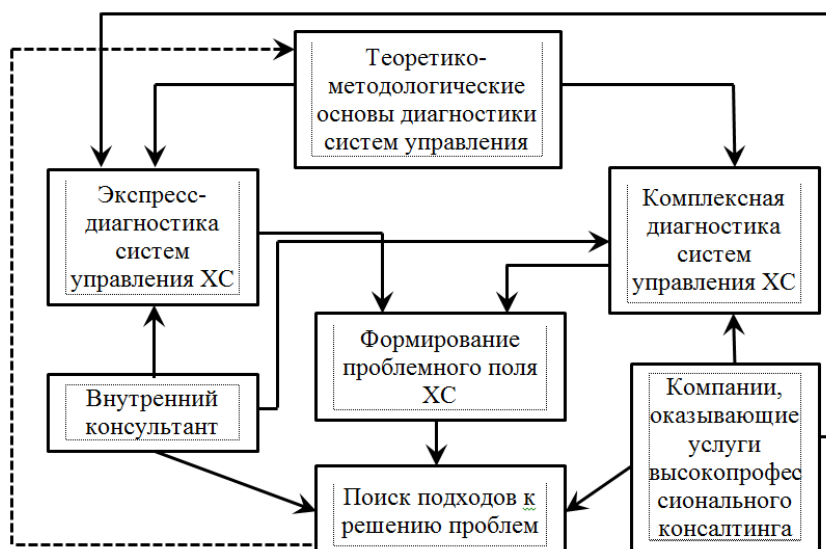 Теоретико-
методологические
основы диагностики
систем управления
Экспресс-
диагностика
систем
управления ХС
Комплексная
диагностика
систем
управления ХС
Формирование
проблемного поля
ХС
Внутренний
консультант
Компании,
оказывающие
услуги
высокопрофес
сионального
консалтинга
Поиск подходов к
решению проблем